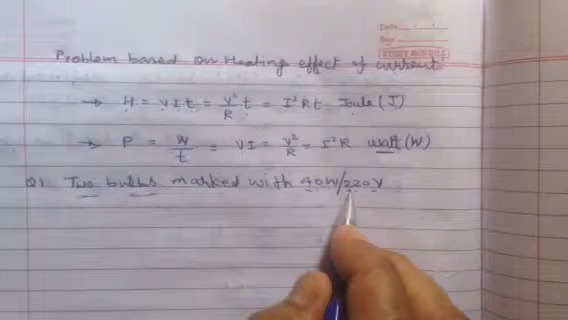 Date
Problem based on Heating effect of current
→ H = VIt = V²/R t = I²Rt Joule (J)
→ P = W/t = VI = V²/R = I²R watt (W)
Q1. Two bulbs marked with 40W/220V